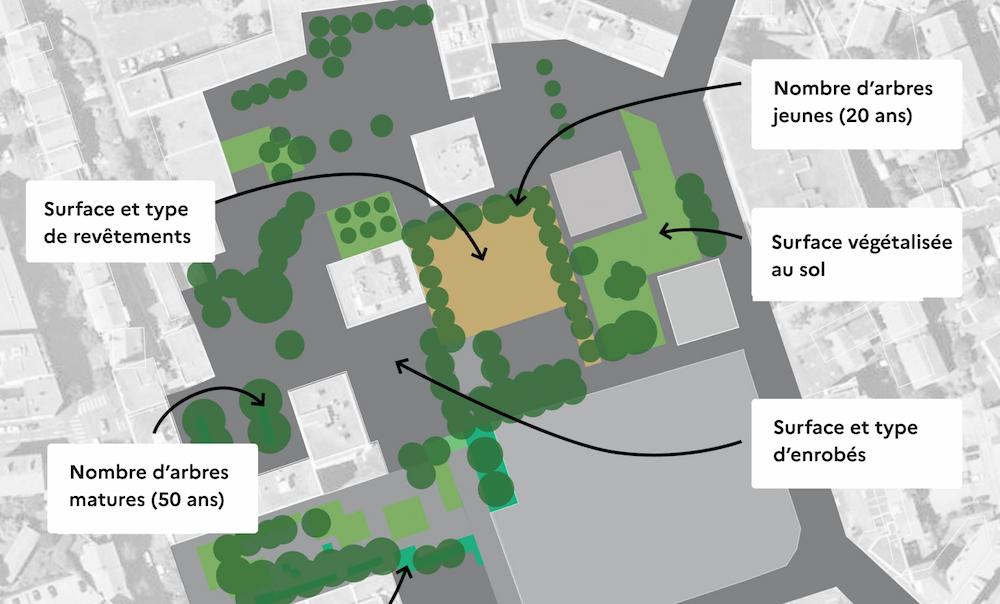 Nombre d'arbres
jeunes (20 ans)
Surface et type
de revêtements
Surface végétalisée
au sol
Surface et type
d'enrobés
Nombre d'arbres
matures (50 ans)